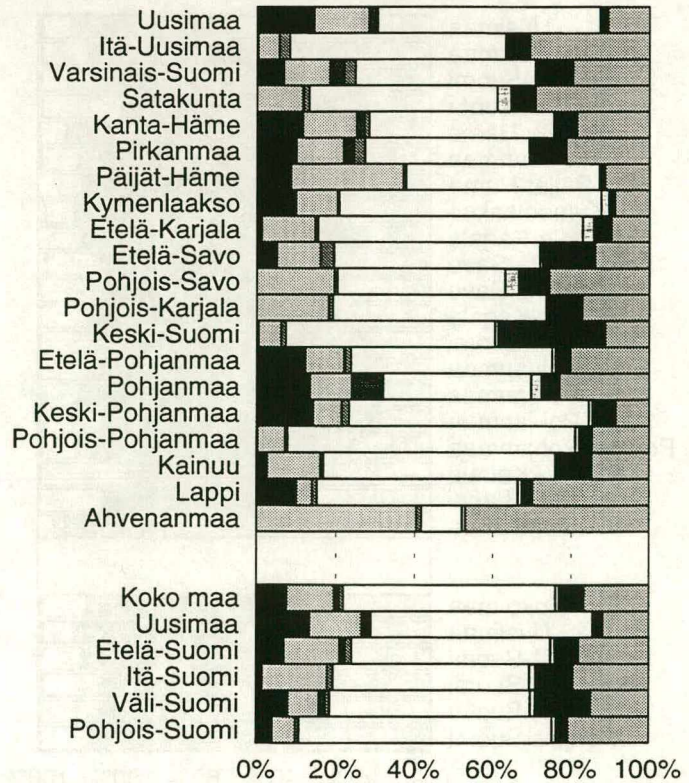 Uusimaa
Itä-Uusimaa
Varsinais-Suomi
Satakunta
Kanta-Häme
Pirkanmaa
Päijät-Häme
Kymenlaakso
Etelä-Karjala
Etelä-Savo
Pohjois-Savo
Pohjois-Karjala
Keski-Suomi
Etelä-Pohjanmaa
Pohjanmaa
Keski-Pohjanmaa
Pohjois-Pohjanmaa
Kainuu
Lappi
Ahvenanmaa
Koko maa
Uusimaa
Etelä-Suomi
Itä-Suomi
Väli-Suomi
Pohjois-Suomi
0% 20% 40% 60% 80% 100%